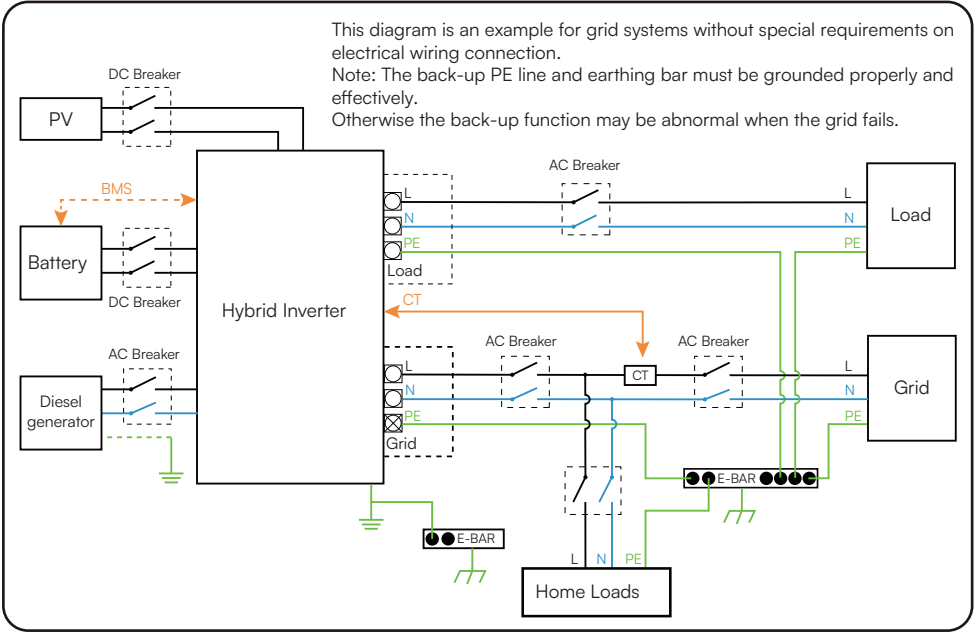 This diagram is an example for grid systems without special requirements on
electrical wiring connection.
Note: The back-up PE line and earthing bar must be grounded properly and
effectively.
Otherwise the back-up function may be abnormal when the grid fails.
DC Breaker
PV
BMS
Battery
DC Breaker
AC Breaker
Diesel
generator
Hybrid Inverter
L
N
PE
Load
AC Breaker
L
N
PE
Load
CT
AC Breaker
AC Breaker
CT
L
N
PE
Grid
L
N
PE
Grid
E-BAR
E-BAR
L
N
PE
Home Loads